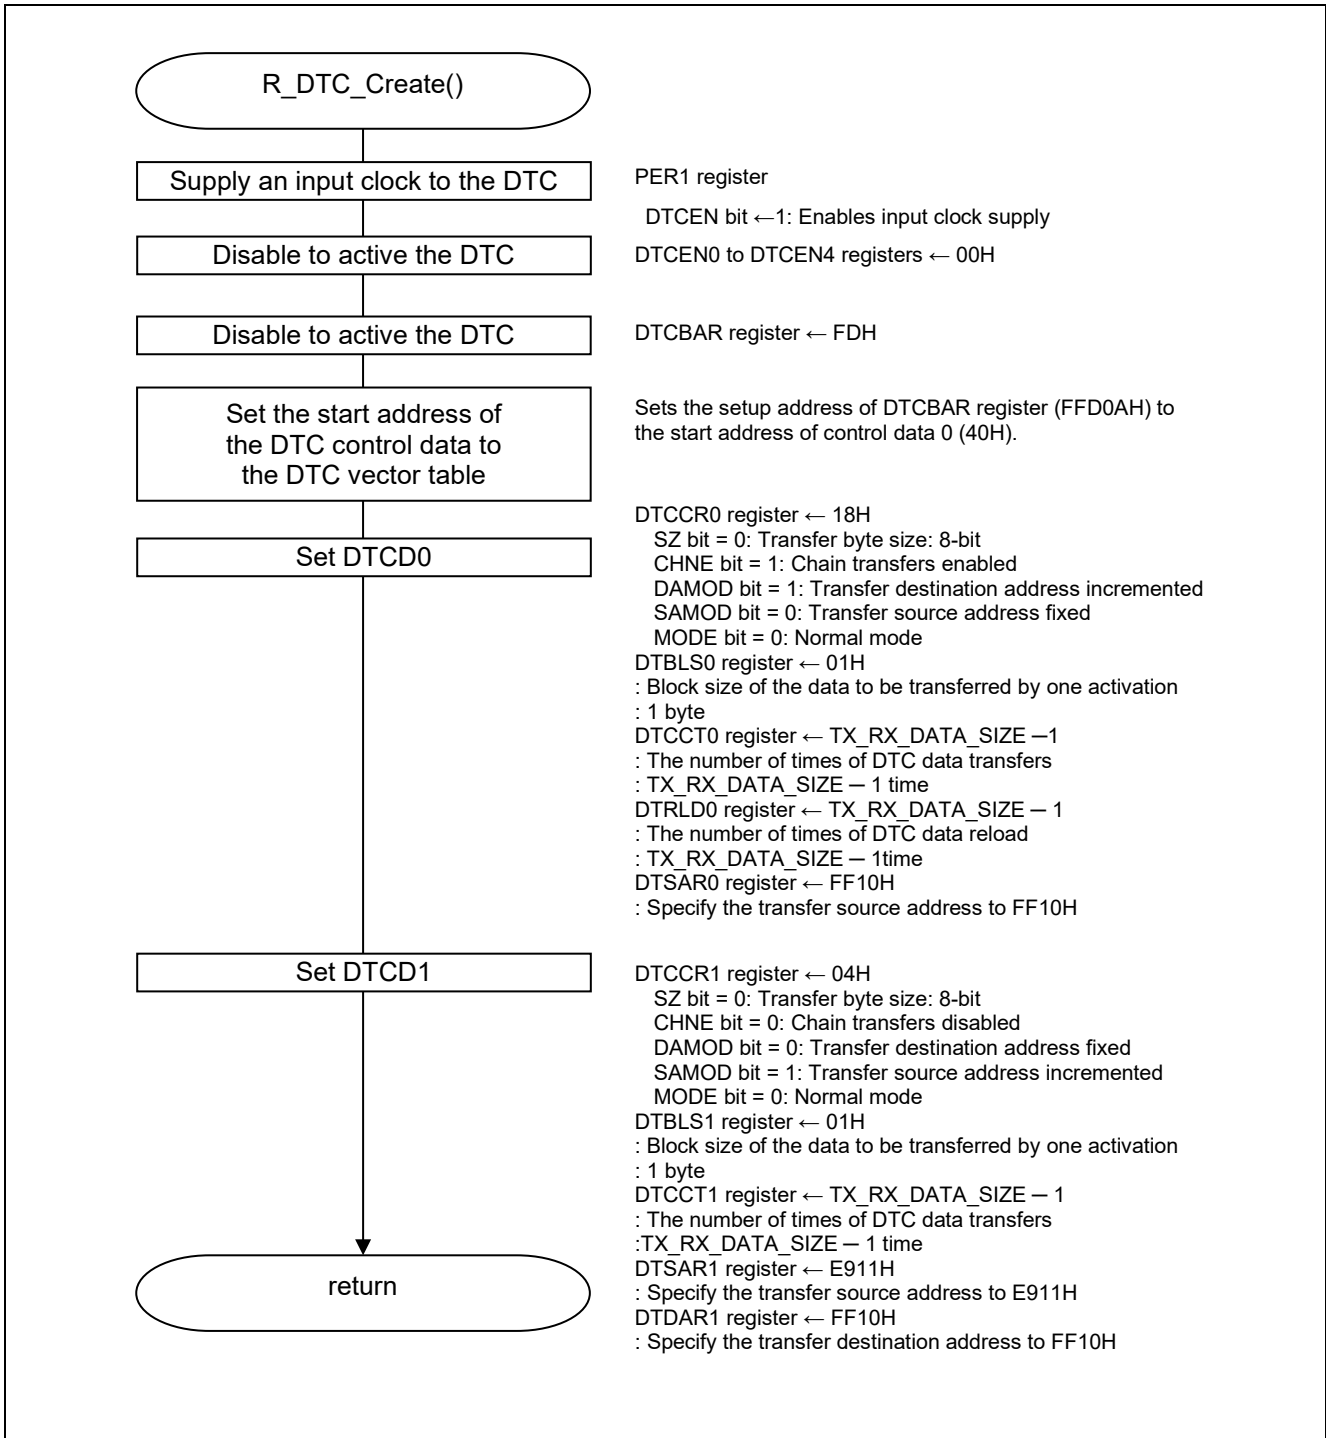 R_DTC_Create()
Supply an input clock to the DTC
PER1 register
DTCEN bit ←1: Enables input clock supply
Disable to active the DTC
DTCEN0 to DTCEN4 registers ← 00H
Disable to active the DTC
DTCBAR register ← FDH
Set the start address of
the DTC control data to
the DTC vector table
Sets the setup address of DTCBAR register (FFD0AH) to
the start address of control data 0 (40H).
Set DTCD0
DTCCR0 register ← 18H
SZ bit = 0: Transfer byte size: 8-bit
CHNE bit = 1: Chain transfers enabled
DAMOD bit = 1: Transfer destination address incremented
SAMOD bit = 0: Transfer source address fixed
MODE bit = 0: Normal mode
DTBLS0 register ← 01H
: Block size of the data to be transferred by one activation
: 1 byte
DTCCT0 register ← TX_RX_DATA_SIZE ─1
: The number of times of DTC data transfers
: TX_RX_DATA_SIZE ─ 1 time
DTRLD0 register ← TX_RX_DATA_SIZE ─ 1
: The number of times of DTC data reload
: TX_RX_DATA_SIZE ─ 1time
DTSAR0 register ← FF10H
: Specify the transfer source address to FF10H
Set DTCD1
DTCCR1 register ← 04H
SZ bit = 0: Transfer byte size: 8-bit
CHNE bit = 0: Chain transfers disabled
DAMOD bit = 0: Transfer destination address fixed
SAMOD bit = 1: Transfer source address incremented
MODE bit = 0: Normal mode
DTBLS1 register ← 01H
: Block size of the data to be transferred by one activation
: 1 byte
DTCCT1 register ← TX_RX_DATA_SIZE ─ 1
: The number of times of DTC data transfers
:TX_RX_DATA_SIZE ─ 1 time
DTSAR1 register ← E911H
: Specify the transfer source address to E911H
DTDAR1 register ← FF10H
: Specify the transfer destination address to FF10H
return